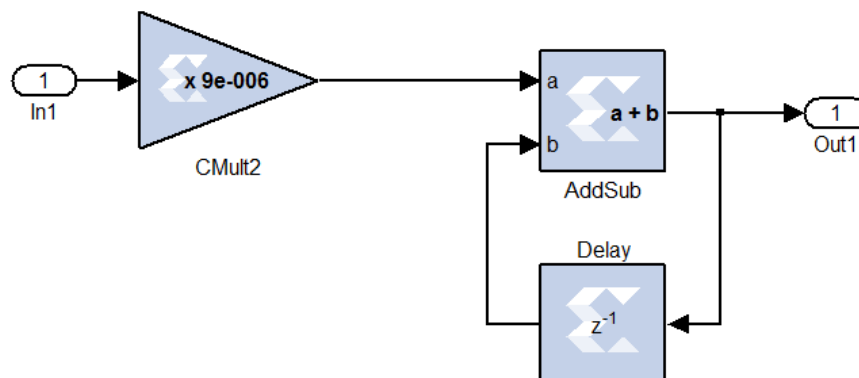 1
In1
x 9e-006
CMult2
a
b
a + b
AddSub
1
Out1
Delay
z-1